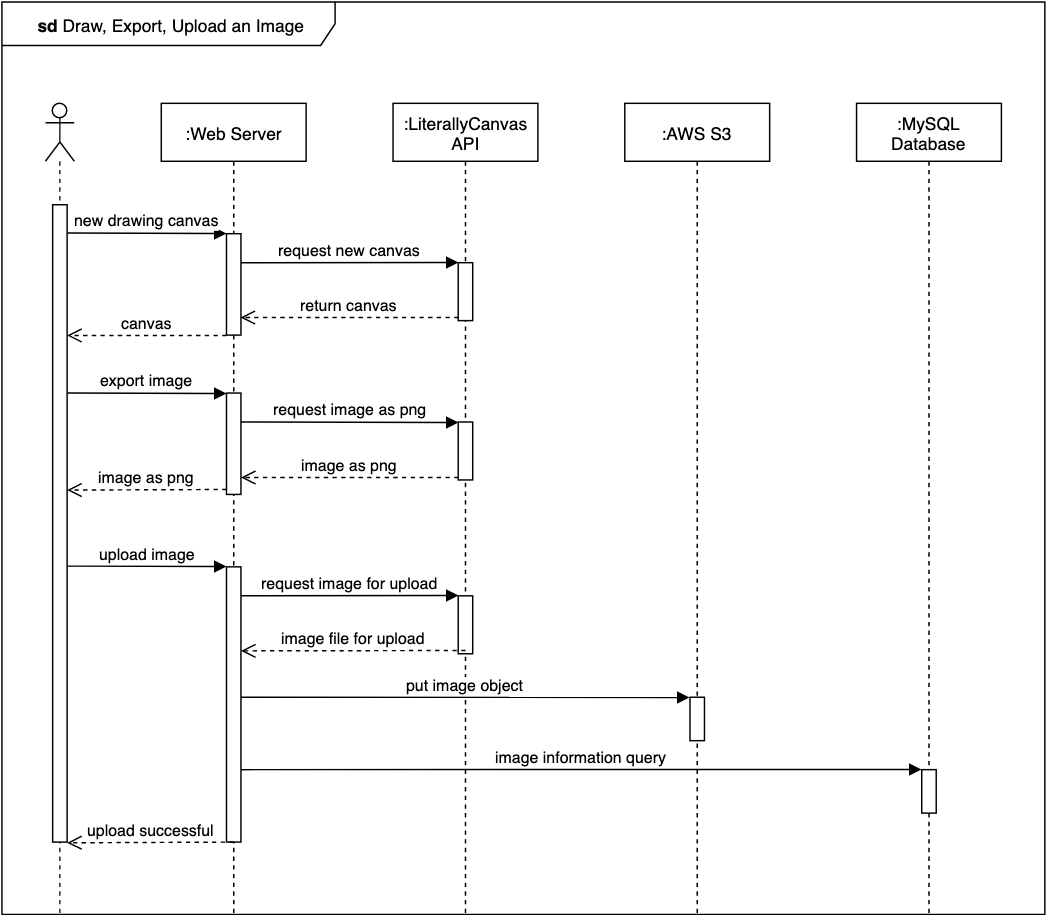 sd Draw, Export, Upload an Image
:Web Server
:LiterallyCanvas
API
:AWS S3
:MySQL
Database
new drawing canvas
request new canvas
return canvas
canvas
export image
request image as png
image as png
image as png
upload image
request image for upload
image file for upload
put image object
image information query
upload successful